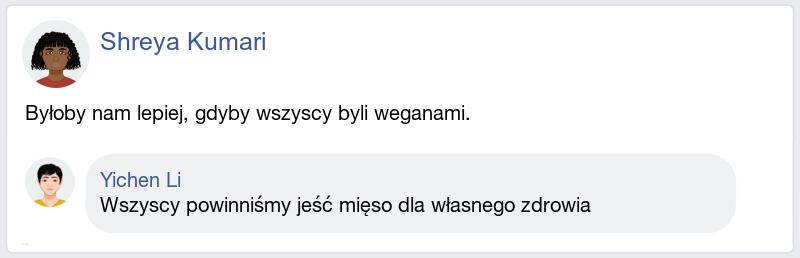 Shreya Kumari
Byłoby nam lepiej, gdyby wszyscy byli weganami.
Yichen Li
Wszyscy powinniśmy jeść mięso dla własnego zdrowia